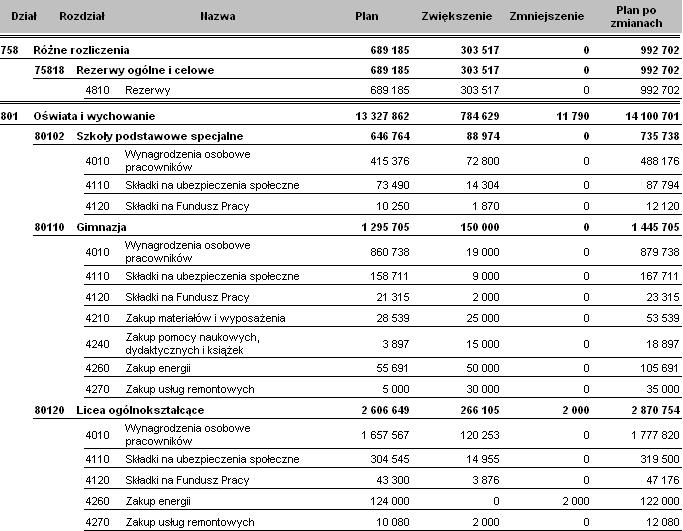 Dział Rozdział Nazwa Plan Zwiększenie Zmniejszenie Plan po zmianach
758 Różne rozliczenia 689 185 303 517 0 992 702
75818 Rezerwy ogólne i celowe 689 185 303 517 0 992 702
4810 Rezerwy 689 185 303 517 0 992 702
801 Oświata i wychowanie 13 327 862 784 629 11 790 14 100 701
80102 Szkoły podstawowe specjalne 646 764 88 974 0 735 738
4010 Wynagrodzenia osobowe pracowników 415 376 72 800 0 488 176
4110 Składki na ubezpieczenia społeczne 73 490 14 304 0 87 794
4120 Składki na Fundusz Pracy 10 250 1 870 0 12 120
80110 Gimnazja 1 295 705 150 000 0 1 445 705
4010 Wynagrodzenia osobowe pracowników 860 738 19 000 0 879 738
4110 Składki na ubezpieczenia społeczne 158 711 9 000 0 167 711
4120 Składki na Fundusz Pracy 21 315 2 000 0 23 315
4210 Zakup materiałów i wyposażenia 28 539 25 000 0 53 539
4240 Zakup pomocy naukowych, dydaktycznych i książek 3 897 15 000 0 18 897
4260 Zakup energii 55 691 50 000 0 105 691
4270 Zakup usług remontowych 5 000 30 000 0 35 000
80120 Licea ogólnokształcące 2 606 649 266 105 2 000 2 870 754
4010 Wynagrodzenia osobowe pracowników 1 657 567 120 253 0 1 777 820
4110 Składki na ubezpieczenia społeczne 304 545 14 955 0 319 500
4120 Składki na Fundusz Pracy 43 300 3 876 0 47 176
4260 Zakup energii 124 000 0 2 000 122 000
4270 Zakup usług remontowych 10 080 2 000 0 12 080